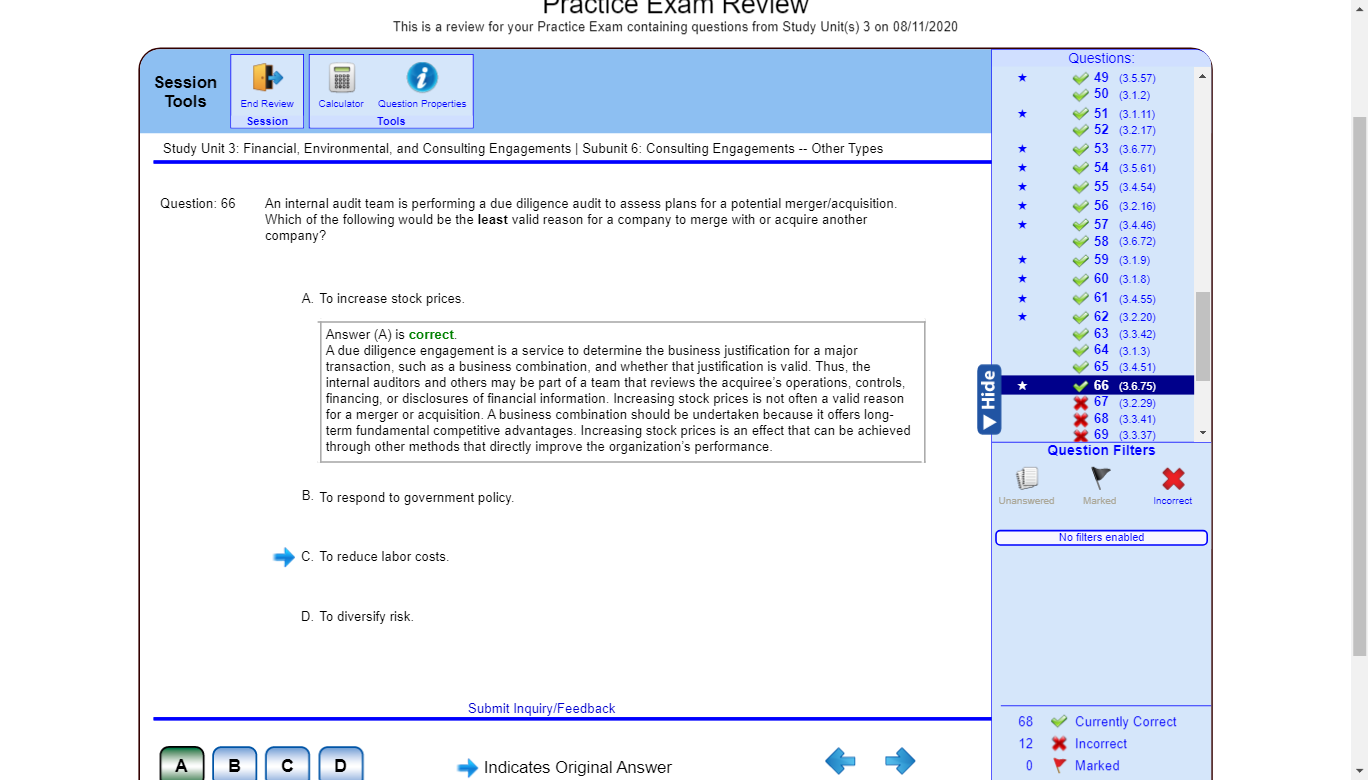 Practice Exam Review
This is a review for your Practice Exam containing questions from Study Unit(s) 3 on 08/11/2020
Session
Tools
End Review
Session
Calculator
Question Properties
Tools
Study Unit 3: Financial, Environmental, and Consulting Engagements | Subunit 6: Consulting Engagements -- Other Types
Question: 66
An internal audit team is performing a due diligence audit to assess plans for a potential merger/acquisition.
Which of the following would be the least valid reason for a company to merge with or acquire another
company?
A. To increase stock prices.
Answer (A) is correct.
A due diligence engagement is a service to determine the business justification for a major
transaction, such as a business combination, and whether that justification is valid. Thus, the
internal auditors and others may be part of a team that reviews the acquiree's operations, controls,
financing, or disclosures of financial information. Increasing stock prices is not often a valid reason
for a merger or acquisition. A business combination should be undertaken because it offers long-
term fundamental competitive advantages. Increasing stock prices is an effect that can be achieved
through other methods that directly improve the organization's performance.
B. To respond to government policy.
C. To reduce labor costs.
D. To diversify risk.
Submit Inquiry/Feedback
A
B
C
D
Indicates Original Answer
Hide
Questions:
49 (3.5.57)
50 (3.1.2)
51 (3.1.11)
52 (3.2.17)
53 (3.6.77)
54 (3.5.61)
55 (3.4.54)
56 (3.2.16)
57 (3.4.46)
58 (3.6.72)
59 (3.1.9)
60 (3.1.8)
61 (3.4.55)
62 (3.2.20)
63 (3.3.42)
64 (3.1.3)
65 (3.4.51)
66 (3.6.75)
67 (3.2.29)
68 (3.3.41)
69 (3.3.37)
Question Filters
Unanswered
Marked
Incorrect
No filters enabled
68 Currently Correct
12 Incorrect
0 Marked